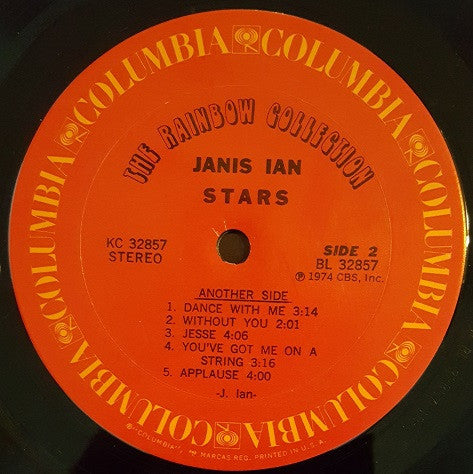 COLUMBIA COLUMBIA COLUMBIA COLUMBIA COLUMBIA COLUMBIA
THE RAINBOW COLLECTION
JANIS IAN
STARS
KC 32857
STEREO
SIDE 2
BL 32857
Ⓟ 1974 CBS, Inc.
ANOTHER SIDE
1. DANCE WITH ME 3:14
2. WITHOUT YOU 2:01
3. JESSE 4:06
4. YOU'VE GOT ME ON A
STRING 3:16
5. APPLAUSE 4:00
-J. Ian-
"COLUMBIA", MARCAS REG. PRINTED IN U.S.A.